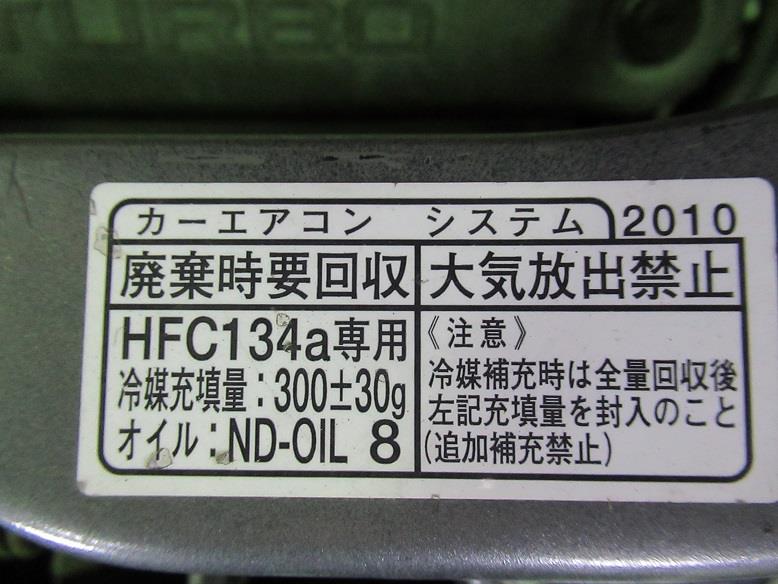 TURBO
カーエアコン システム 2010
廃棄時要回収
大気放出禁止
HFC134a専用
冷媒充填量：300±30g
オイル：ND-OIL 8
《注意》
冷媒補充時は全量回収後
左記充填量を封入のこと
(追加補充禁止)